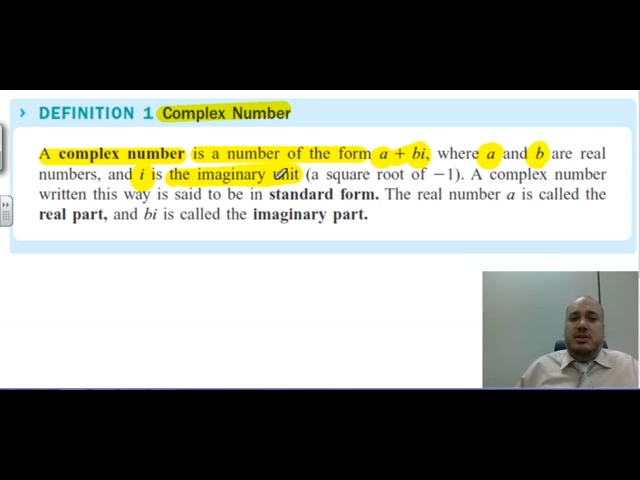 › DEFINITION 1 Complex Number
A complex number is a number of the form a + bi, where a and b are real
numbers, and i is the imaginary unit (a square root of −1). A complex number
written this way is said to be in standard form. The real number a is called the
real part, and bi is called the imaginary part.